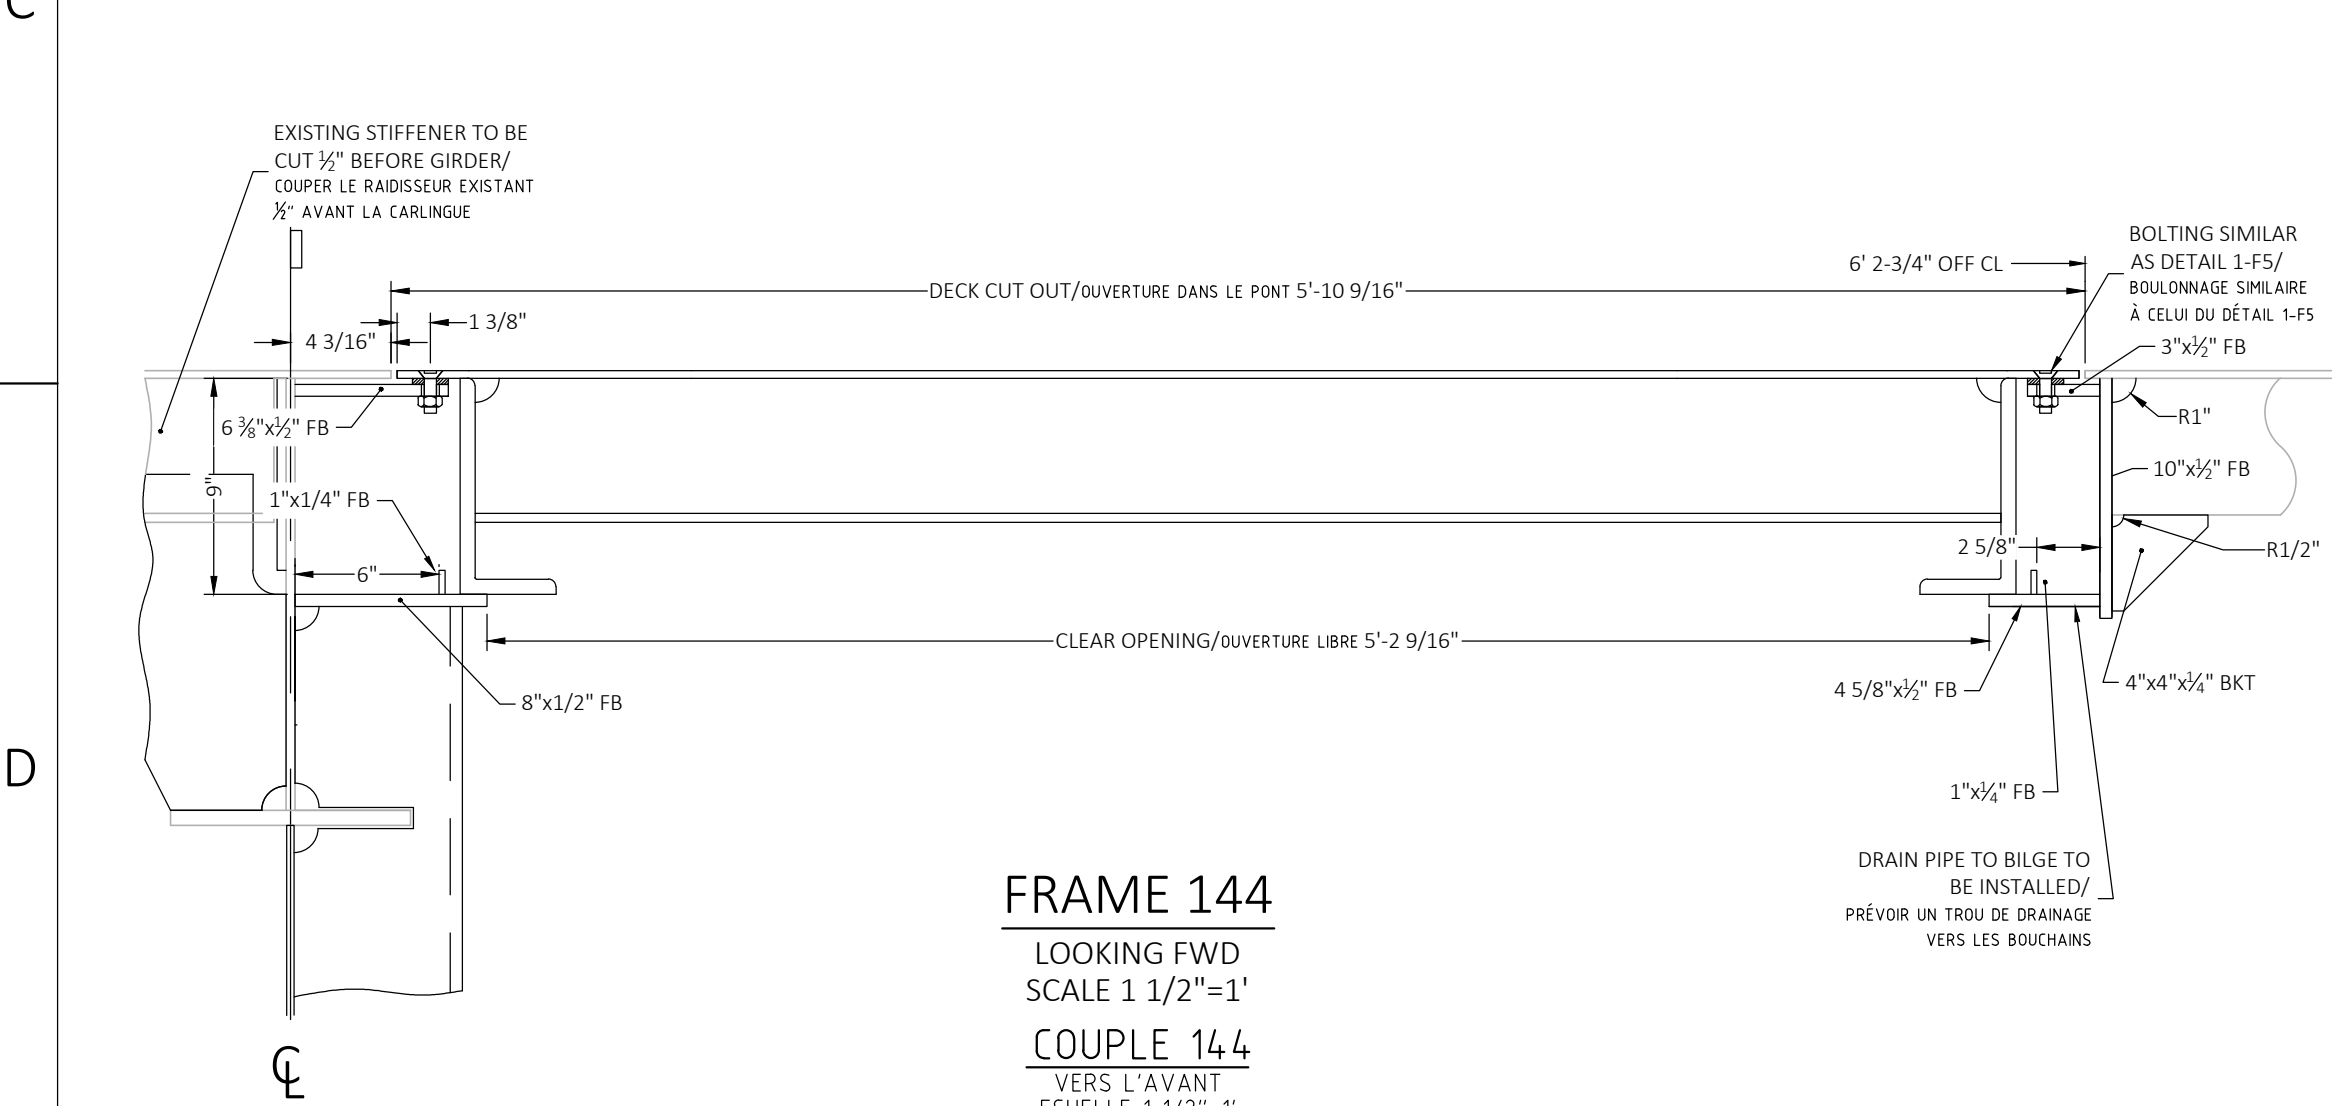 C
EXISTING STIFFENER TO BE
CUT ½" BEFORE GIRDER/
COUPER LE RAIDISSEUR EXISTANT
½" AVANT LA CARLINGUE
BOLTING SIMILAR
AS DETAIL 1-F5/
BOULONNAGE SIMILAIRE
À CELUI DU DÉTAIL 1-F5
6' 2-3/4" OFF CL
DECK CUT OUT/OUVERTURE DANS LE PONT 5'-10 9/16"
1 3/8"
4 3/16"
3"x½" FB
6 ⅜"x½" FB
R1"
10"x½" FB
9"
1"x1/4" FB
2 5/8"
R1/2"
6"
CLEAR OPENING/OUVERTURE LIBRE 5'-2 9/16"
8"x1/2" FB
4 5/8"x½" FB
4"x4"x¼" BKT
D
1"x¼" FB
DRAIN PIPE TO BILGE TO
BE INSTALLED/
PRÉVOIR UN TROU DE DRAINAGE
VERS LES BOUCHAINS
FRAME 144
LOOKING FWD
SCALE 1 1/2"=1'
COUPLE 144
VERS L'AVANT
℄